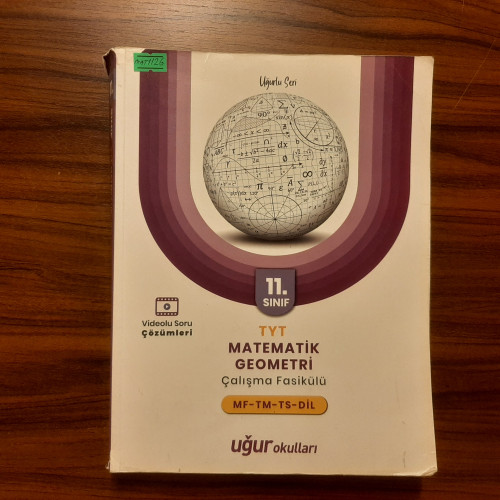 Uğurlu Seri
11.
SINIF
Videolu Soru
Çözümleri
TYT
MATEMATİK
GEOMETRİ
Çalışma Fasikülü
MF-TM-TS-DİL
uğur okulları